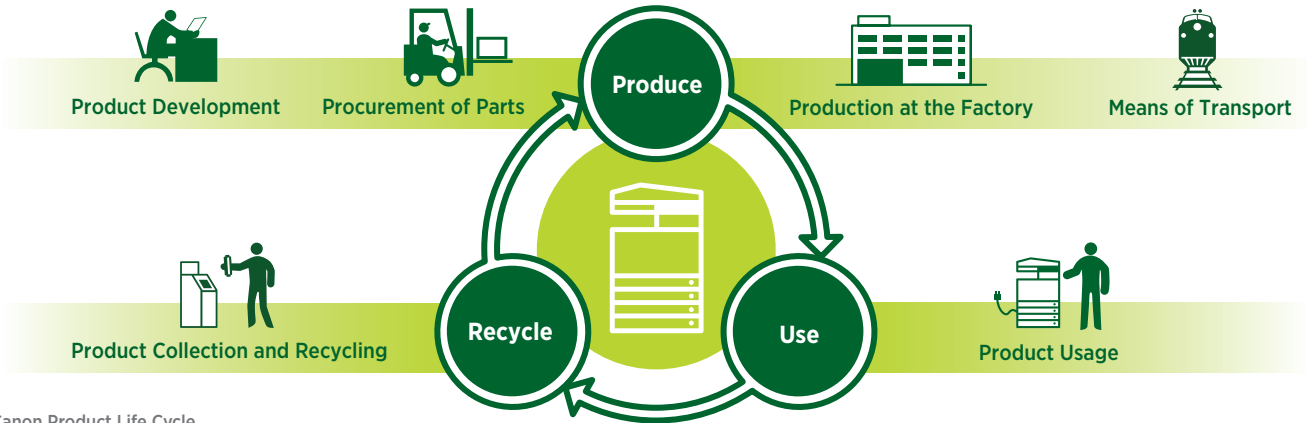 Produce
Product Development
Procurement of Parts
Production at the Factory
Means of Transport
Recycle
Use
Product Collection and Recycling
Product Usage
Canon Product Life Cycle